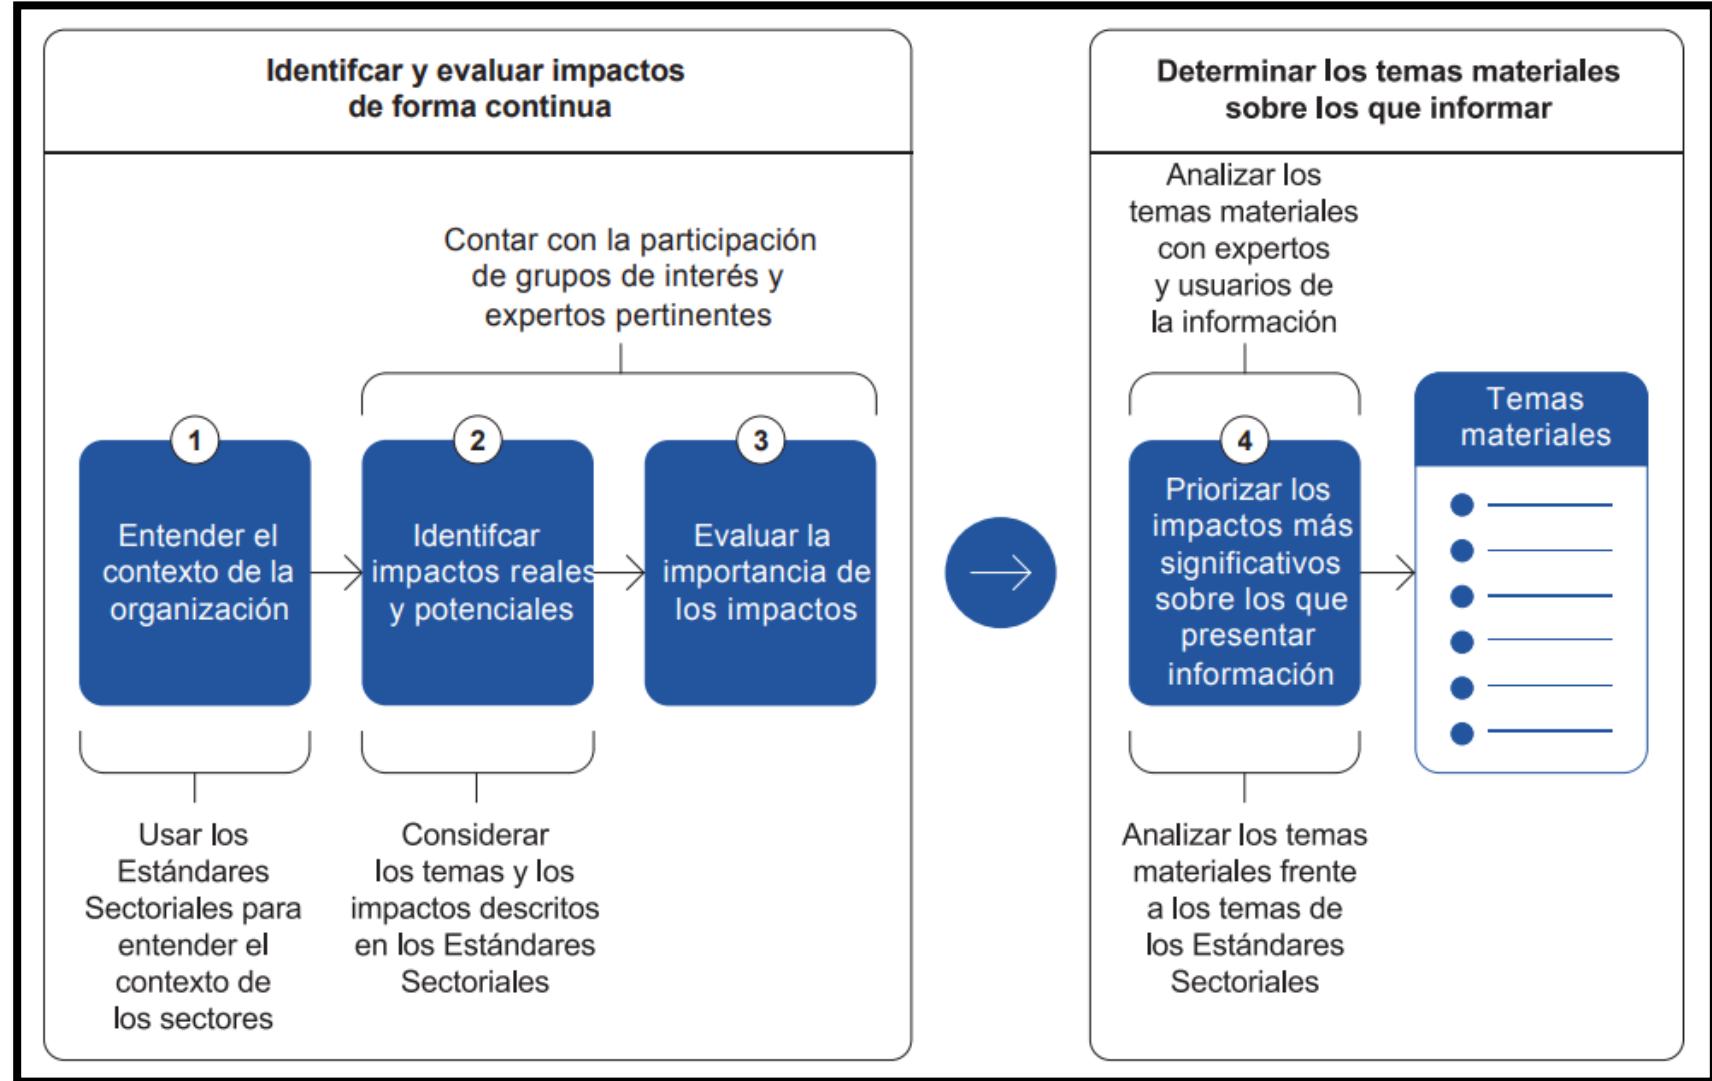 Identifcar y evaluar impactos
de forma continua
Contar con la participación
de grupos de interés y
expertos pertinentes
1
Entender el
contexto de la
organización
2
Identifcar
impactos reales
y potenciales
3
Evaluar la
importancia de
los impactos
Usar los
Estándares
Sectoriales para
entender el
contexto de
los sectores
Considerar
los temas y los
impactos descritos
en los Estándares
Sectoriales
Determinar los temas materiales
sobre los que informar
Analizar los
temas materiales
con expertos
y usuarios de
la información
4
Priorizar los
impactos más
significativos
sobre los que
presentar
información
Temas
materiales
Analizar los temas
materiales frente
a los temas de
los Estándares
Sectoriales